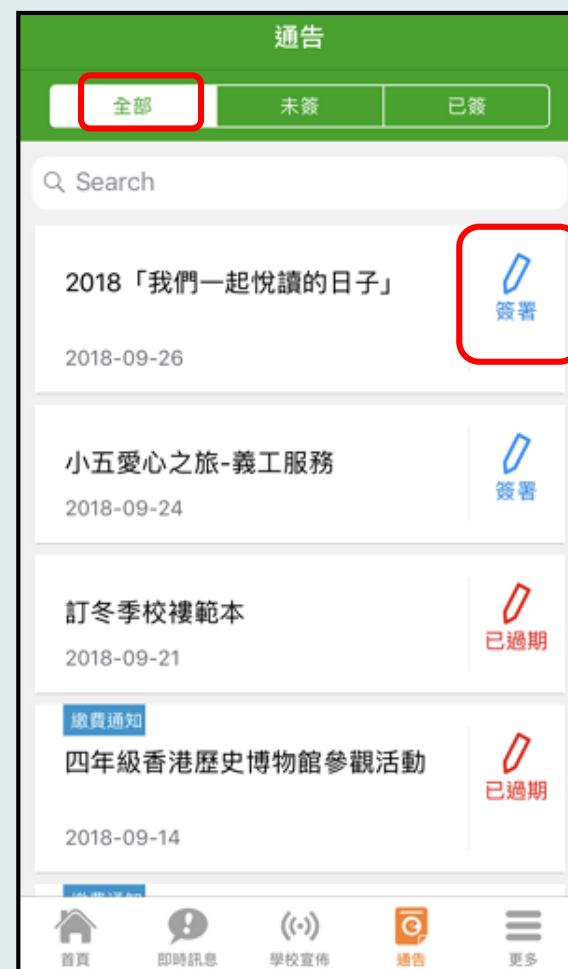 通告
全部 未簽 已簽
Search
2018「我們一起悅讀的日子」
簽署
2018-09-26
小五愛心之旅-義工服務
簽署
2018-09-24
訂冬季校褸範本
已過期
2018-09-21
繳費通知
四年級香港歷史博物館參觀活動
已過期
2018-09-14
首頁 即時訊息 學校宣佈 通告 更多